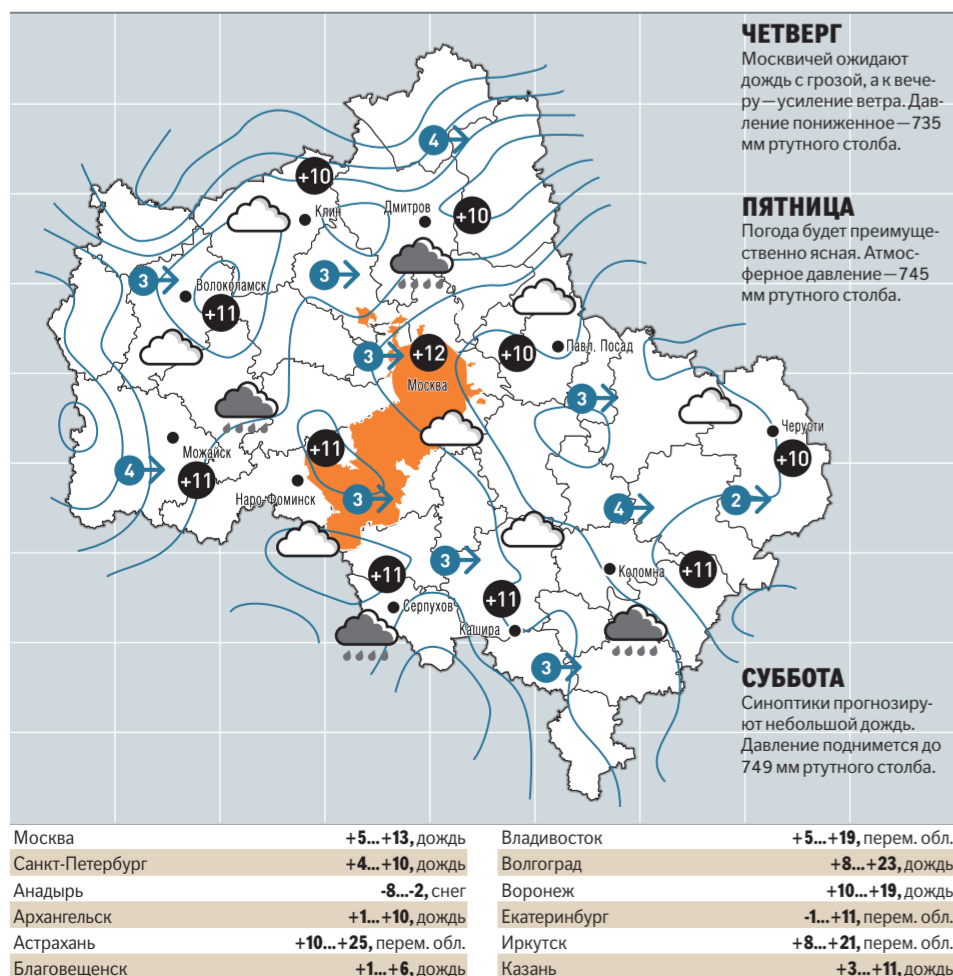 ЧЕТВЕРГ
Москвичей ожидают
дождь с грозой, а к вече-
ру—усиление ветра. Дав-
ление пониженное—735
мм ртутного столба.
ПЯТНИЦА
Погода будет преимуще-
ственно ясная. Атмос-
ферное давление—745
мм ртутного столба.
СУББОТА
Синоптики прогнозиру-
ют небольшой дождь.
Давление поднимется до
749 мм ртутного столба.
4
+10
Клин
Дмитров
+10
3
3
Волоколамск
+11
3
+12
Москва
+10
Павл. Посад
3
Черусти
+10
Можайск
4
+11
+11
Наро-Фоминск
3
4
2
3
+11
Серпухов
+11
Кашира
Коломна
+11
3
Москва +5...+13, дождь
Санкт-Петербург +4...+10, дождь
Анадырь -8...-2, снег
Архангельск +1...+10, дождь
Астрахань +10...+25, перем. обл.
Благовещенск +1...+6, дождь
Владивосток +5...+19, перем. обл.
Волгоград +8...+23, дождь
Воронеж +10...+19, дождь
Екатеринбург -1...+11, перем. обл.
Иркутск +8...+21, перем. обл.
Казань +3...+11, дождь